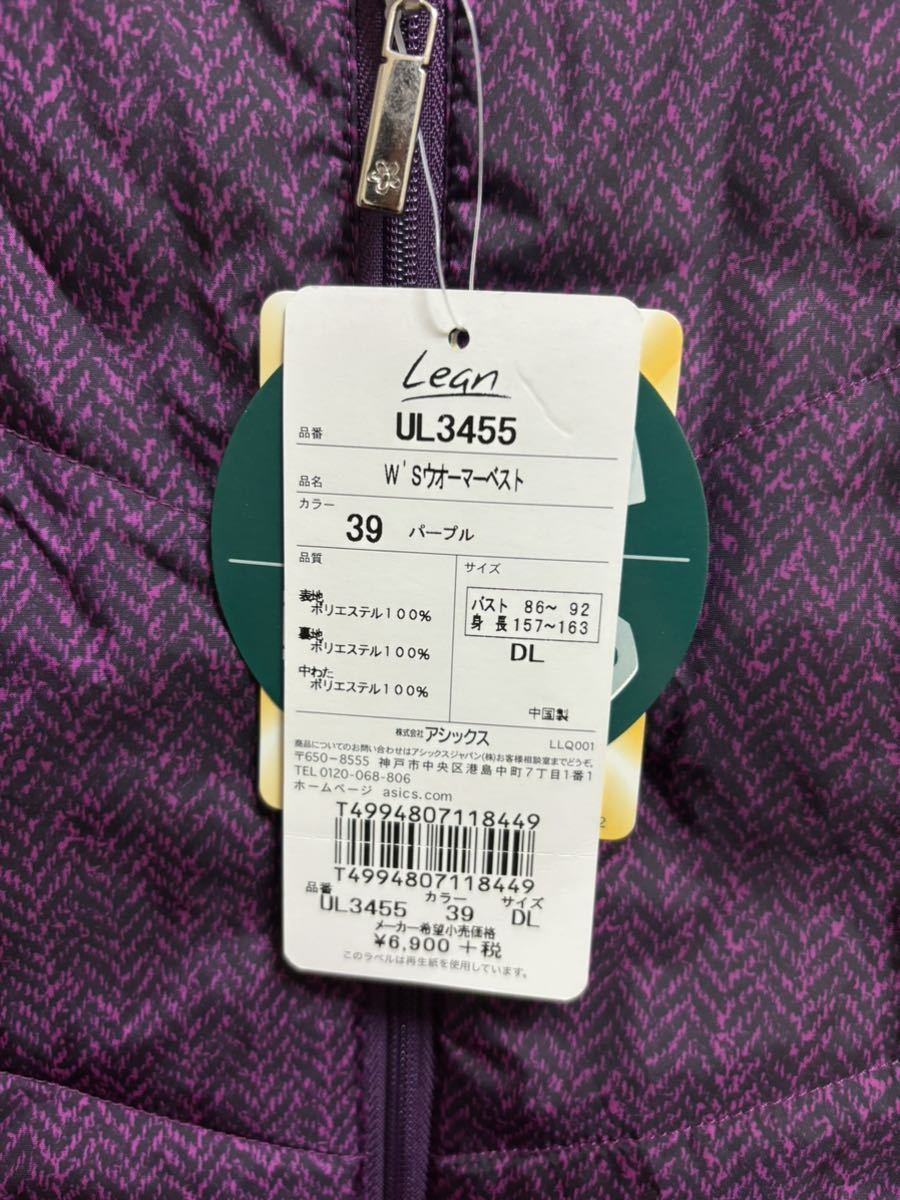 Lean
品番 UL3455
品名 W'Sウオーマーベスト
カラー 39 パープル
品質
表地
ポリエステル100%
裏地
ポリエステル100%
中わた
ポリエステル100%
サイズ
バスト 86~ 92
身長157~163
DL
中国製
株式会社アシックス LLQ001
商品についてのお問い合わせはアシックスジャパン(株)お客様相談室までどうぞ。
〒650-8555 神戸市中央区港島中町7丁目1番1
TEL 0120-068-806
ホームページ asics.com
T4994807118449
T4994807118449
品番 カラー サイズ
UL3455 39 DL
メーカー希望小売価格
¥6,900 +税
このラベルは再生紙を使用しています。
2